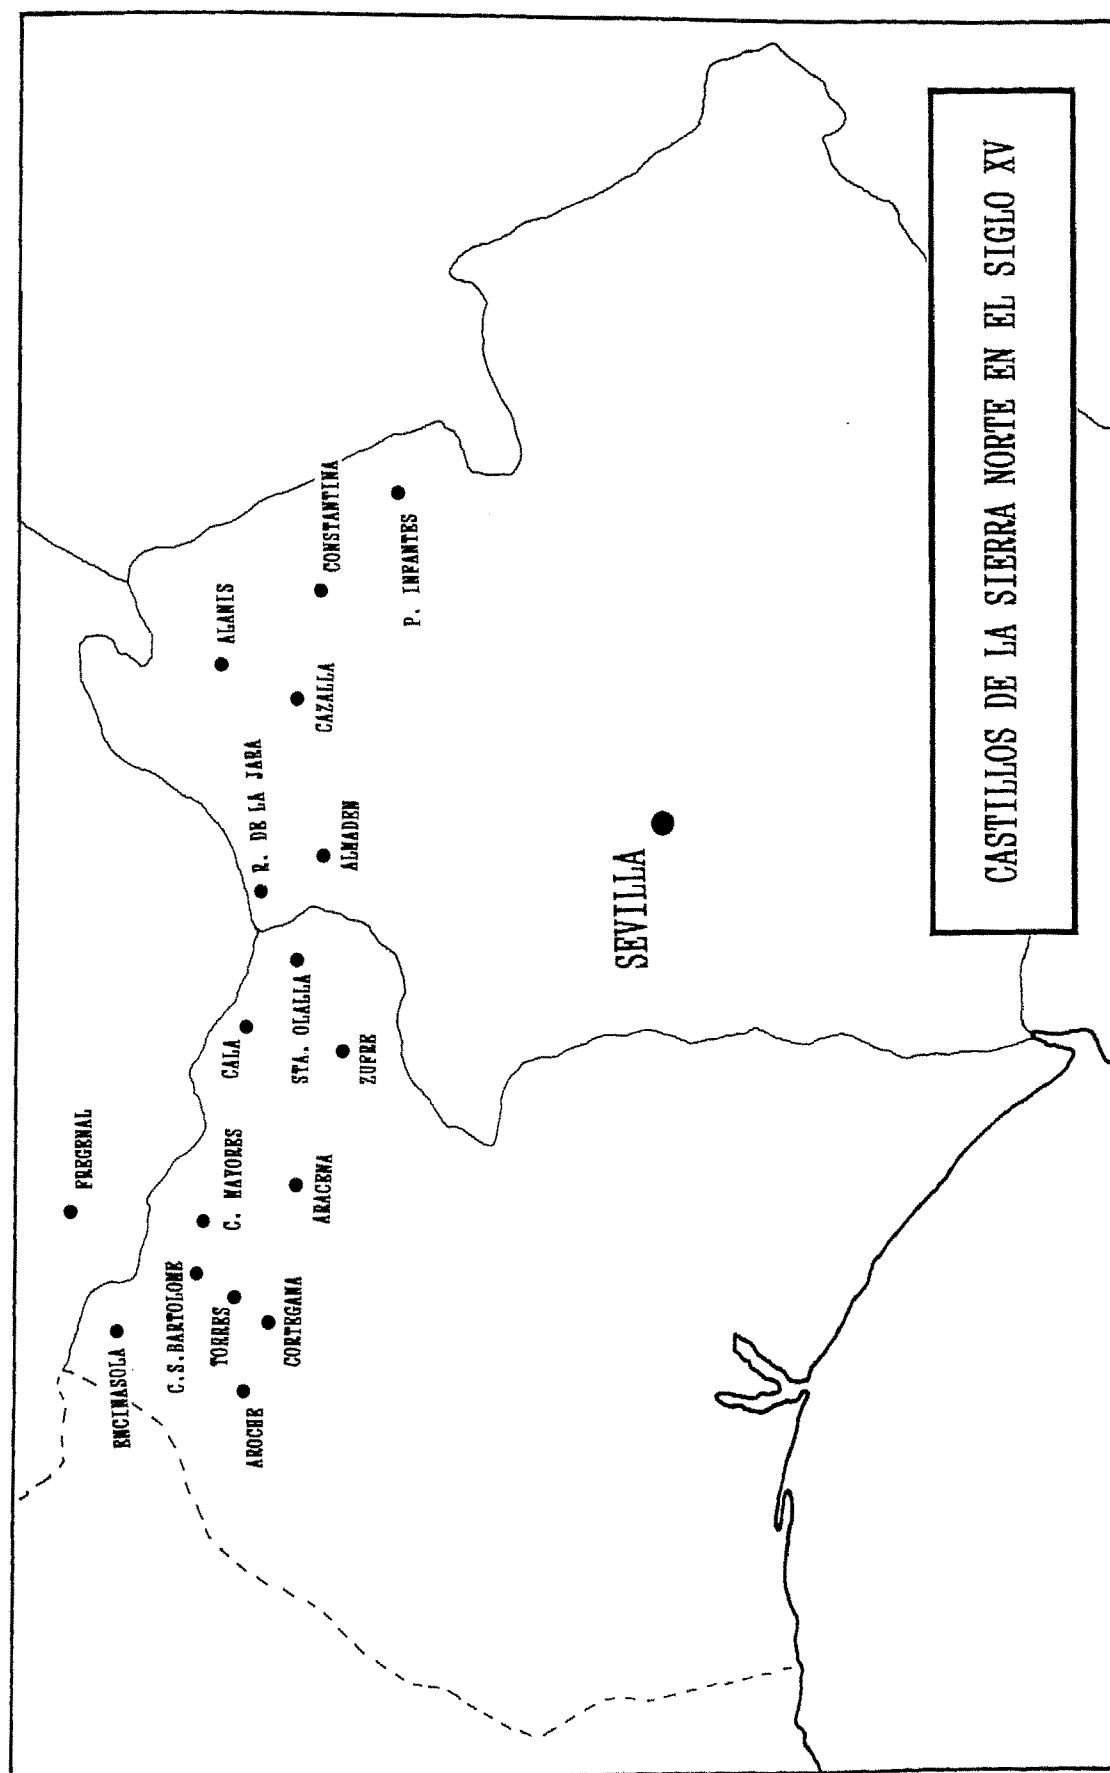 CASTILLOS DE LA SIERRA NORTE EN EL SIGLO XV
FREGENAL
ENCINASOLA
C.S.BARTOLOME
C. MAYORES
TORRES
CORTEGANA
AROCHE
ARACENA
CALA
STA. OLALLA
ZUFRE
R. DE LA JARA
ALMADEN
CAZALLA
ALANIS
CONSTANTINA
P. INFANTES
SEVILLA